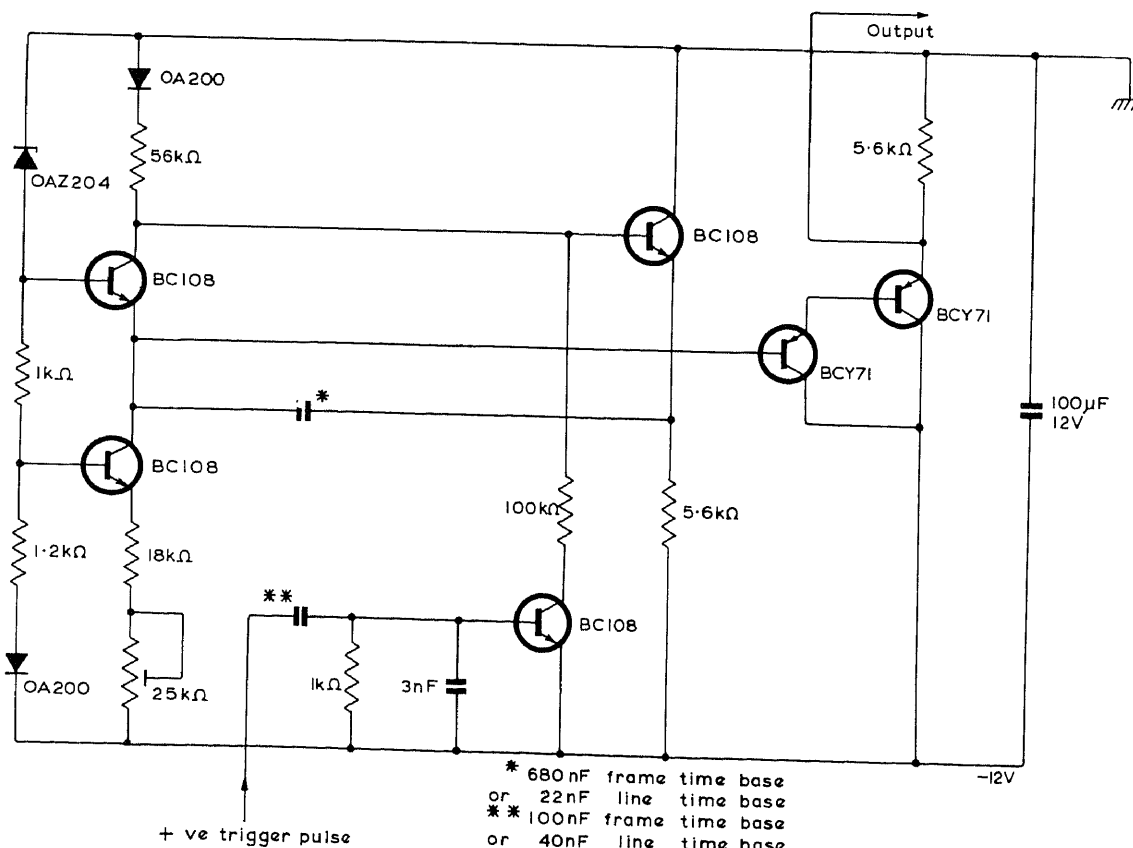 Output
OA200
56kΩ
5·6kΩ
OAZ204
BC108
BC108
BCY71
BCY71
1kΩ
*
100µF
12V
BC108
100kΩ
5·6kΩ
1·2kΩ
18kΩ
**
BC108
OA200
25kΩ
1kΩ
3nF
-12V
* 680nF frame time base
or 22nF line time base
** 100nF frame time base
or 40nF line time base
+ ve trigger pulse